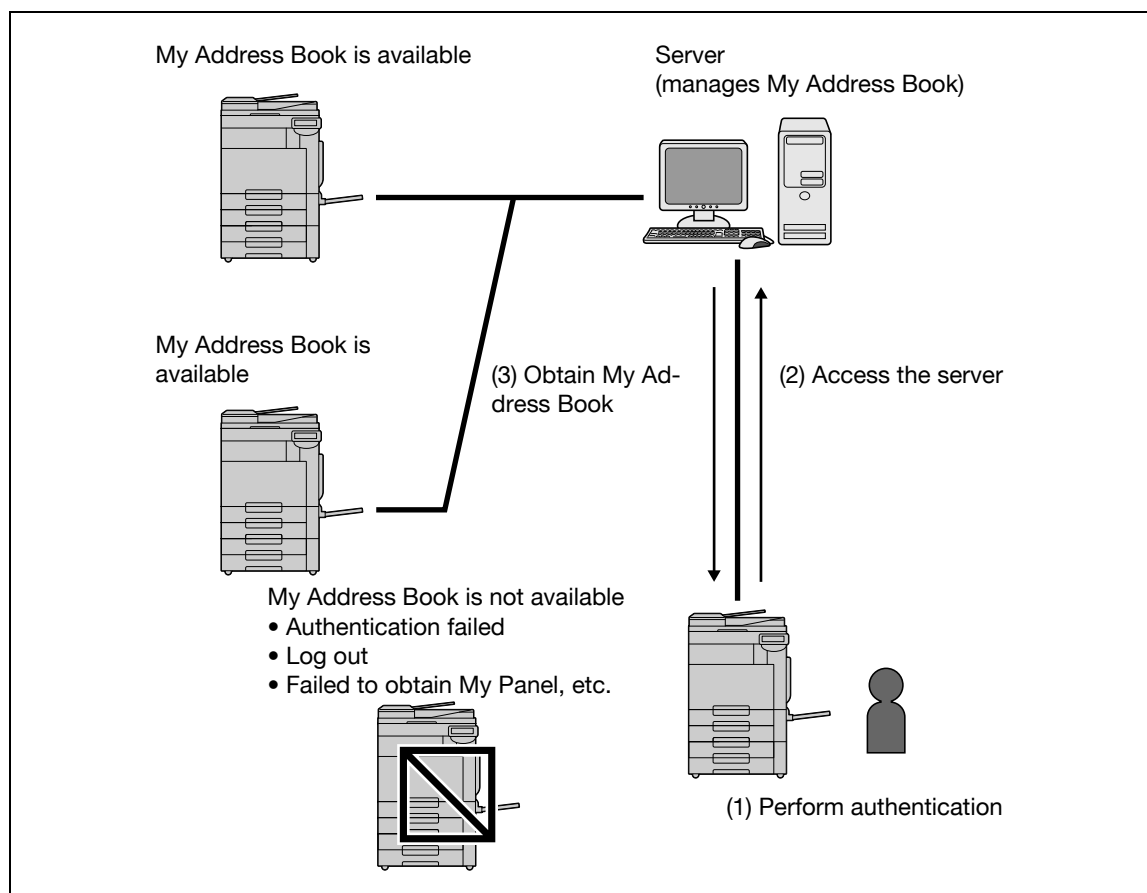 My Address Book is available
Server
(manages My Address Book)
My Address Book is
available
(3) Obtain My Ad-
dress Book
(2) Access the server
My Address Book is not available
• Authentication failed
• Log out
• Failed to obtain My Panel, etc.
(1) Perform authentication